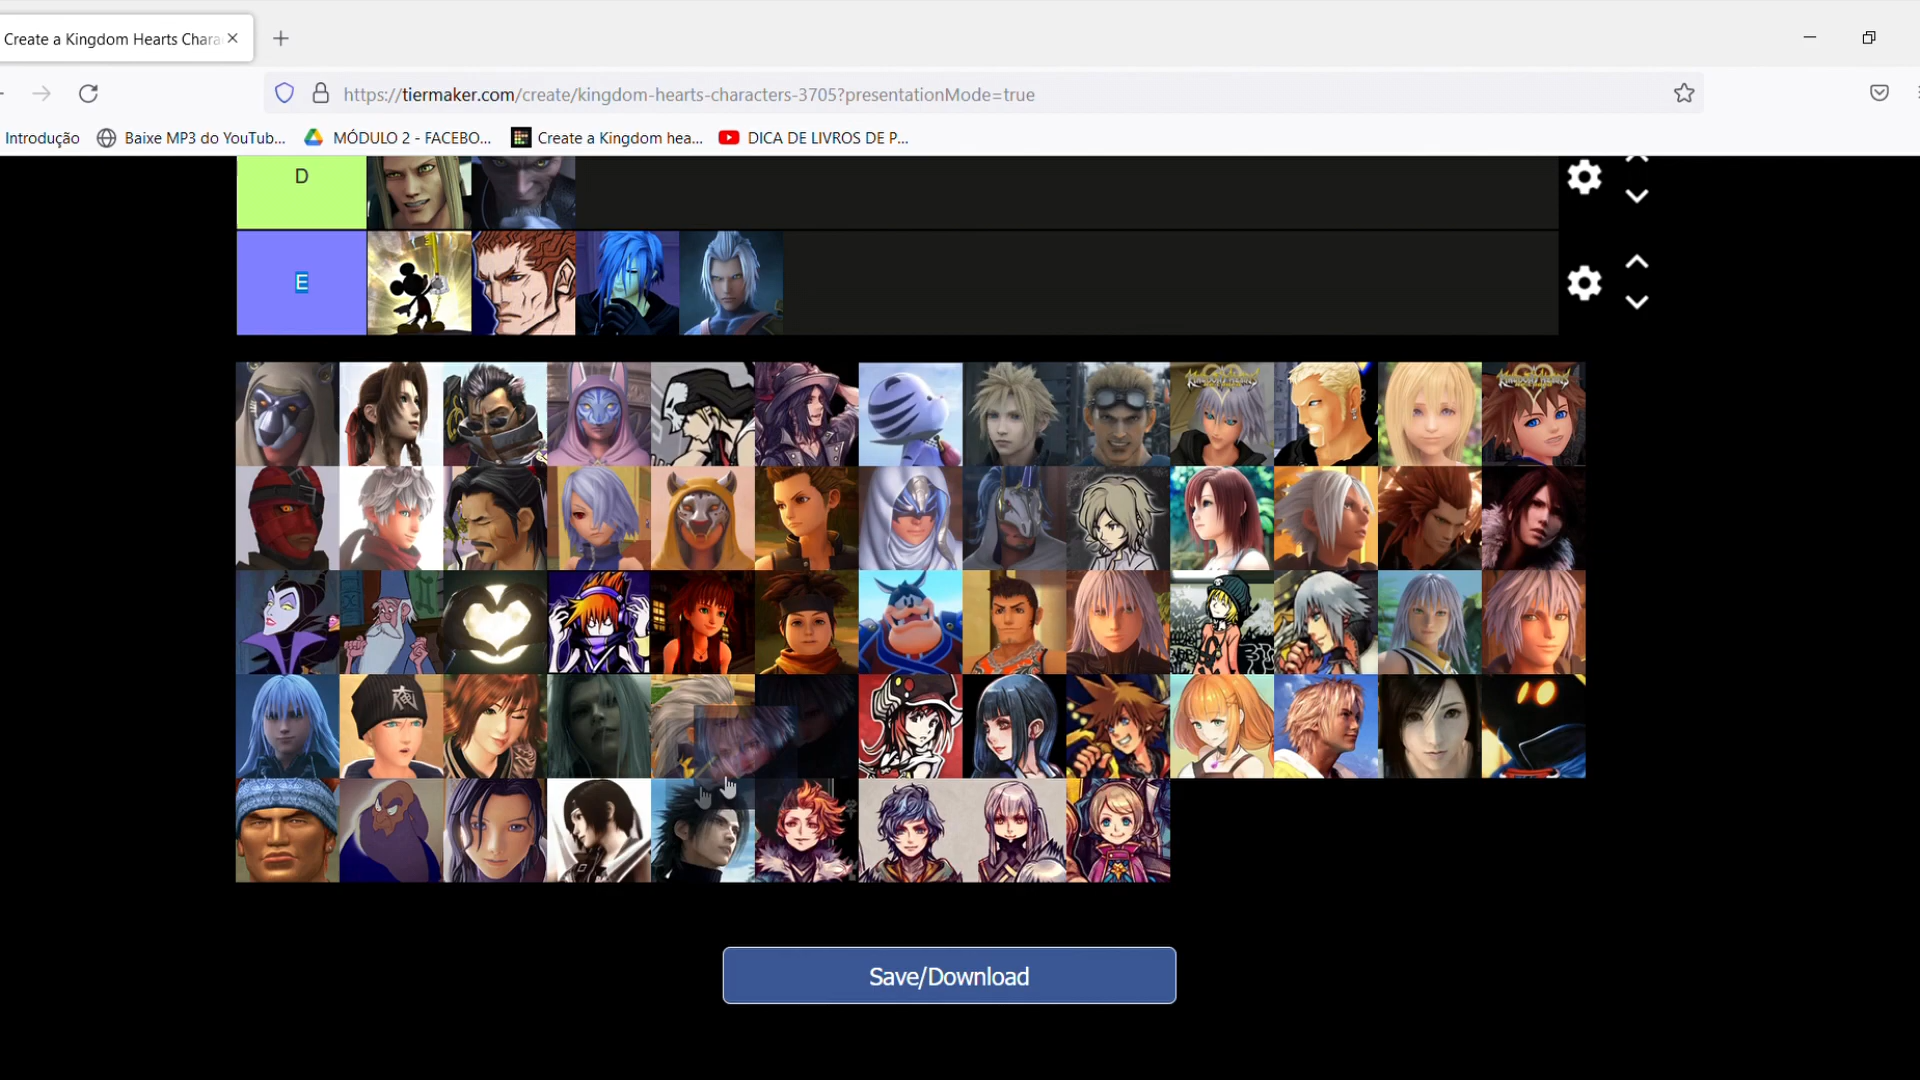 Create a Kingdom Hearts Chara
https://tiermaker.com/create/kingdom-hearts-characters-3705?presentationMode=true
Introdução Baixe MP3 do YouTub... MÓDULO 2 - FACEBO... Create a Kingdom hea... DICA DE LIVROS DE P...
D
E
Save/Download